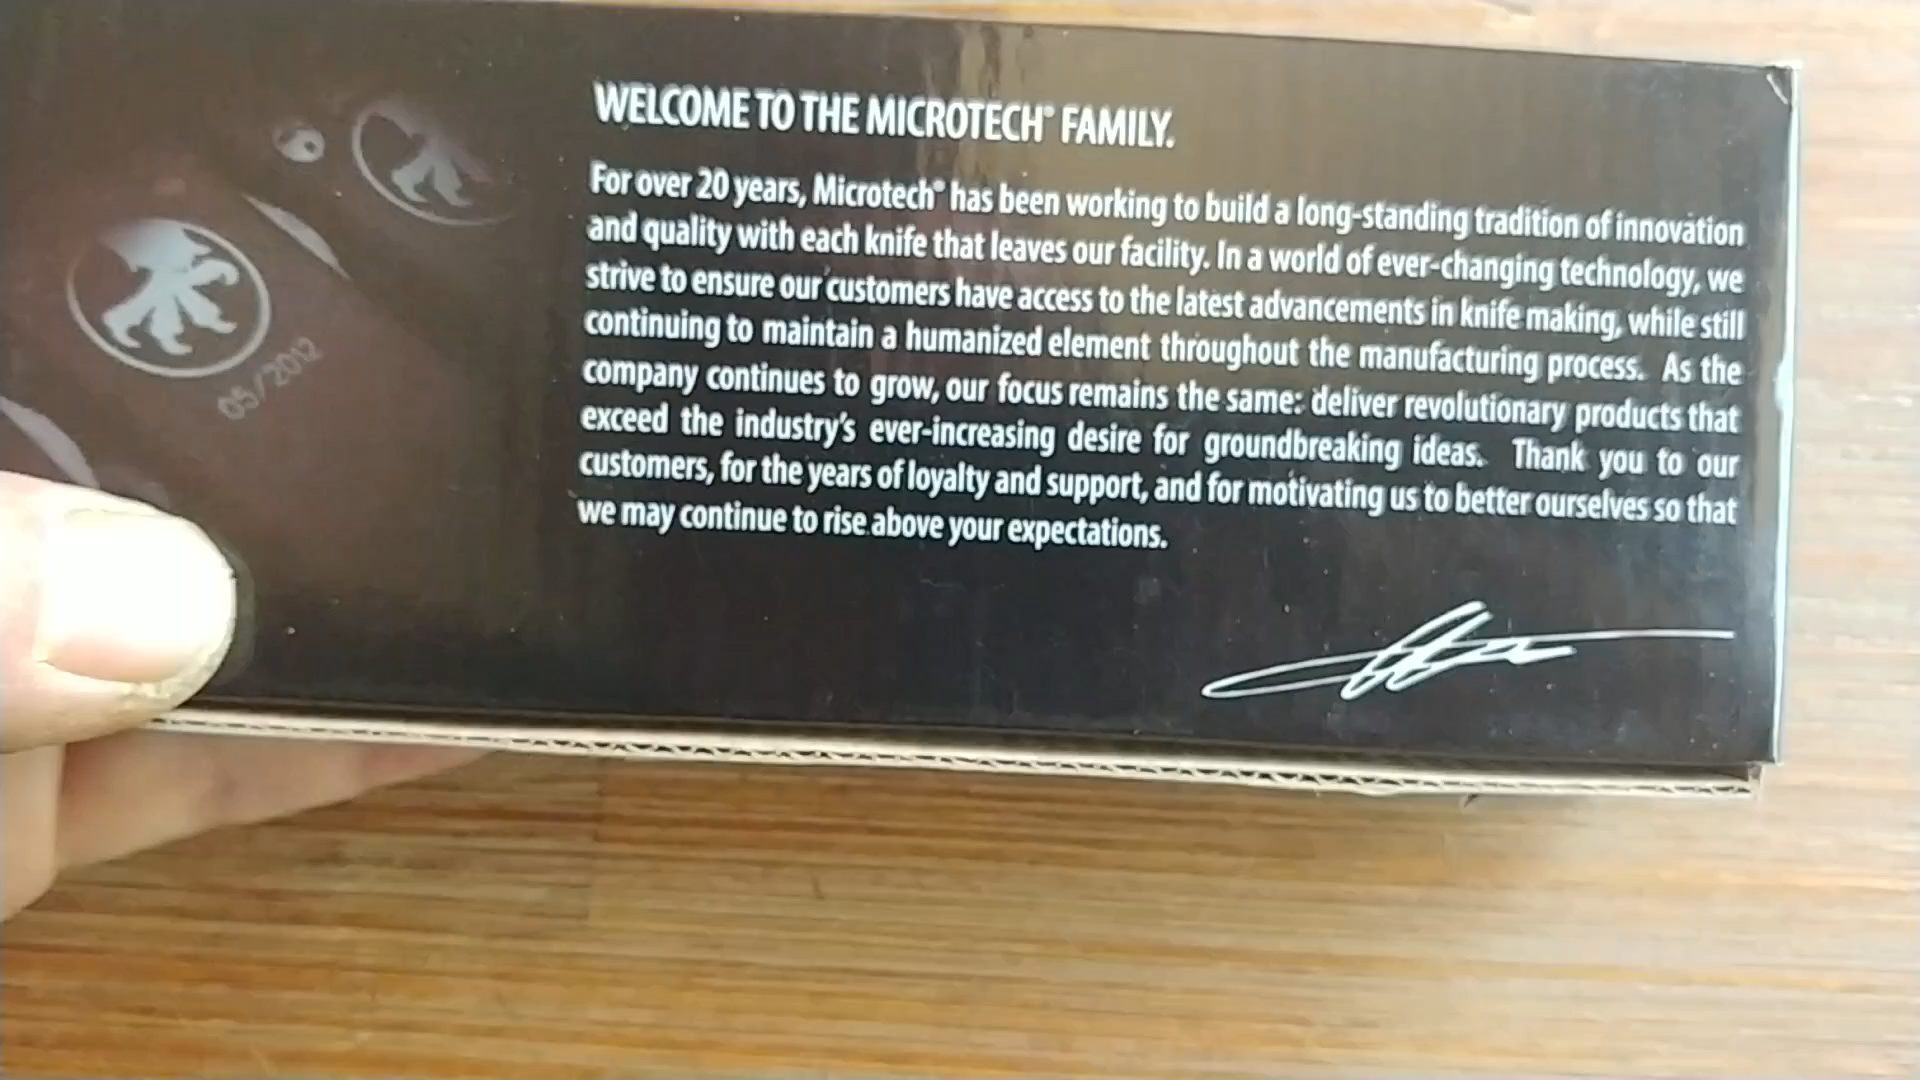 WELCOME TO THE MICROTECH® FAMILY.
For over 20 years, Microtech® has been working to build a long-standing tradition of innovation
and quality with each knife that leaves our facility. In a world of ever-changing technology, we
strive to ensure our customers have access to the latest advancements in knife making, while still
continuing to maintain a humanized element throughout the manufacturing process. As the
company continues to grow, our focus remains the same: deliver revolutionary products that
exceed the industry's ever-increasing desire for groundbreaking ideas. Thank you to our
customers, for the years of loyalty and support, and for motivating us to better ourselves so that
we may continue to rise above your expectations.
05/2012